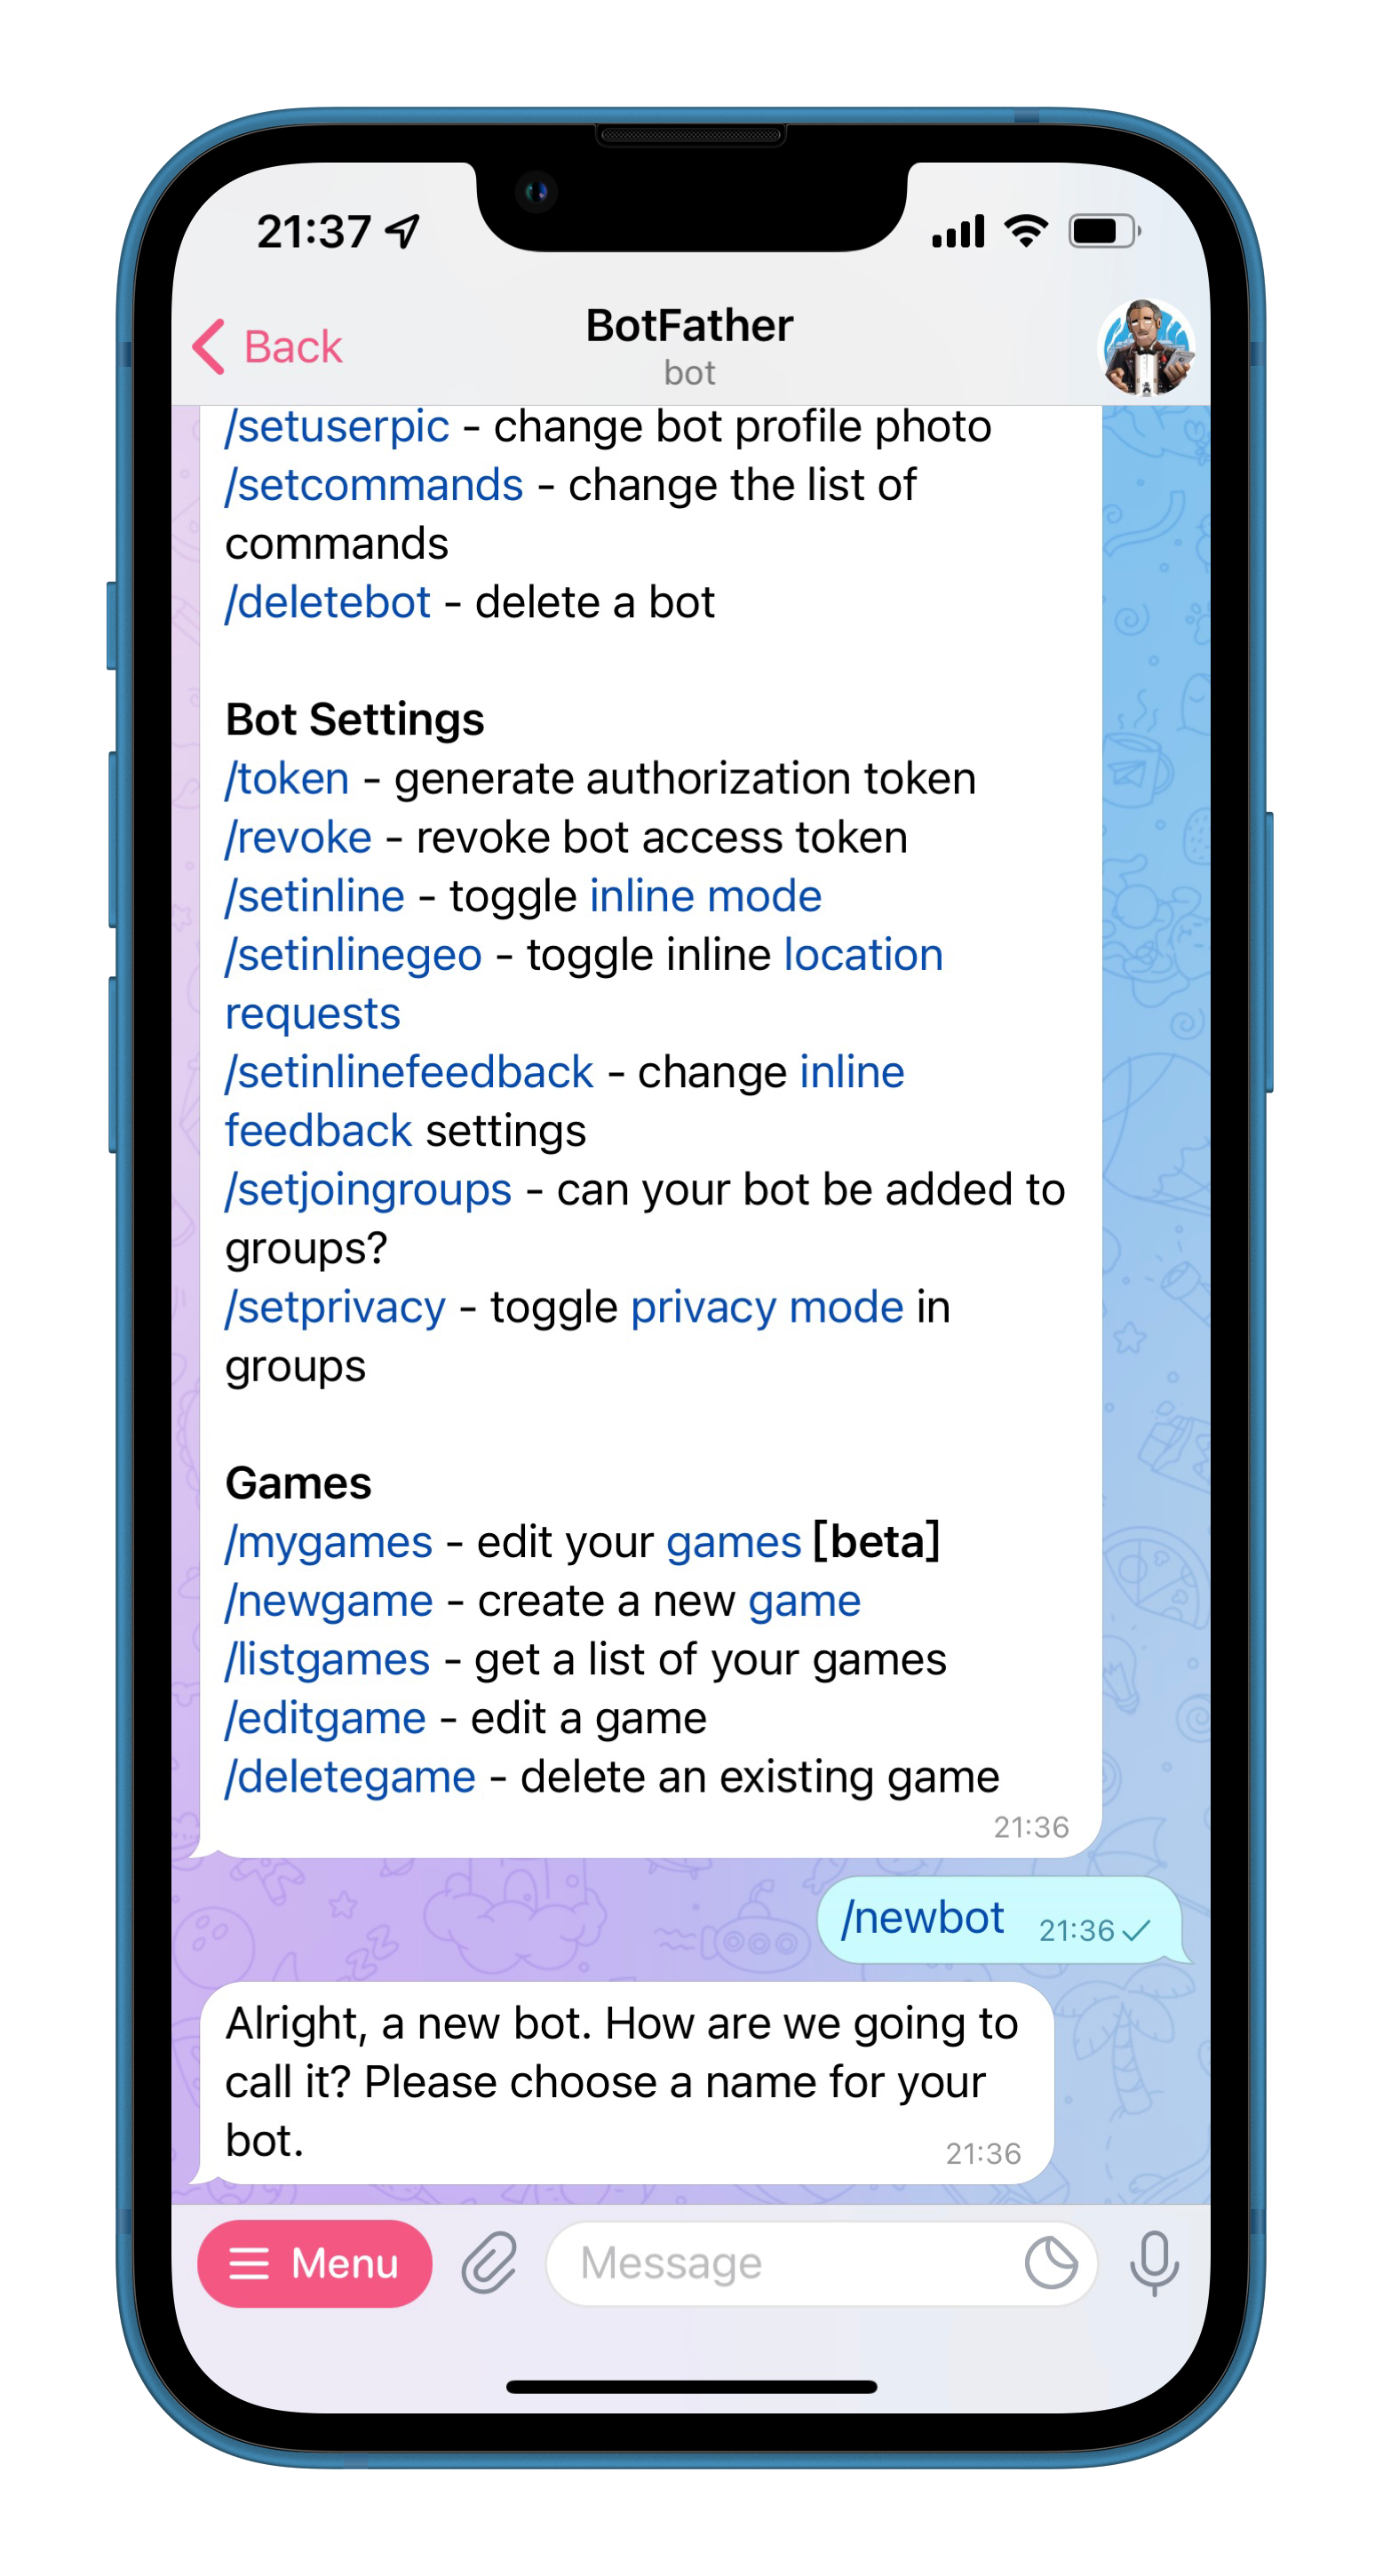 21:37
Back
BotFather
bot
/setuserpic - change bot profile photo
/setcommands - change the list of
commands
/deletebot - delete a bot
Bot Settings
/token - generate authorization token
/revoke - revoke bot access token
/setinline - toggle inline mode
/setinlinegeo - toggle inline location
requests
/setinlinefeedback - change inline
feedback settings
/setjoingroups - can your bot be added to
groups?
/setprivacy - toggle privacy mode in
groups
Games
/mygames - edit your games [beta]
/newgame - create a new game
/listgames - get a list of your games
/editgame - edit a game
/deletegame - delete an existing game
21:36
/newbot 21:36
Alright, a new bot. How are we going to
call it? Please choose a name for your
bot.
21:36
Menu
Message